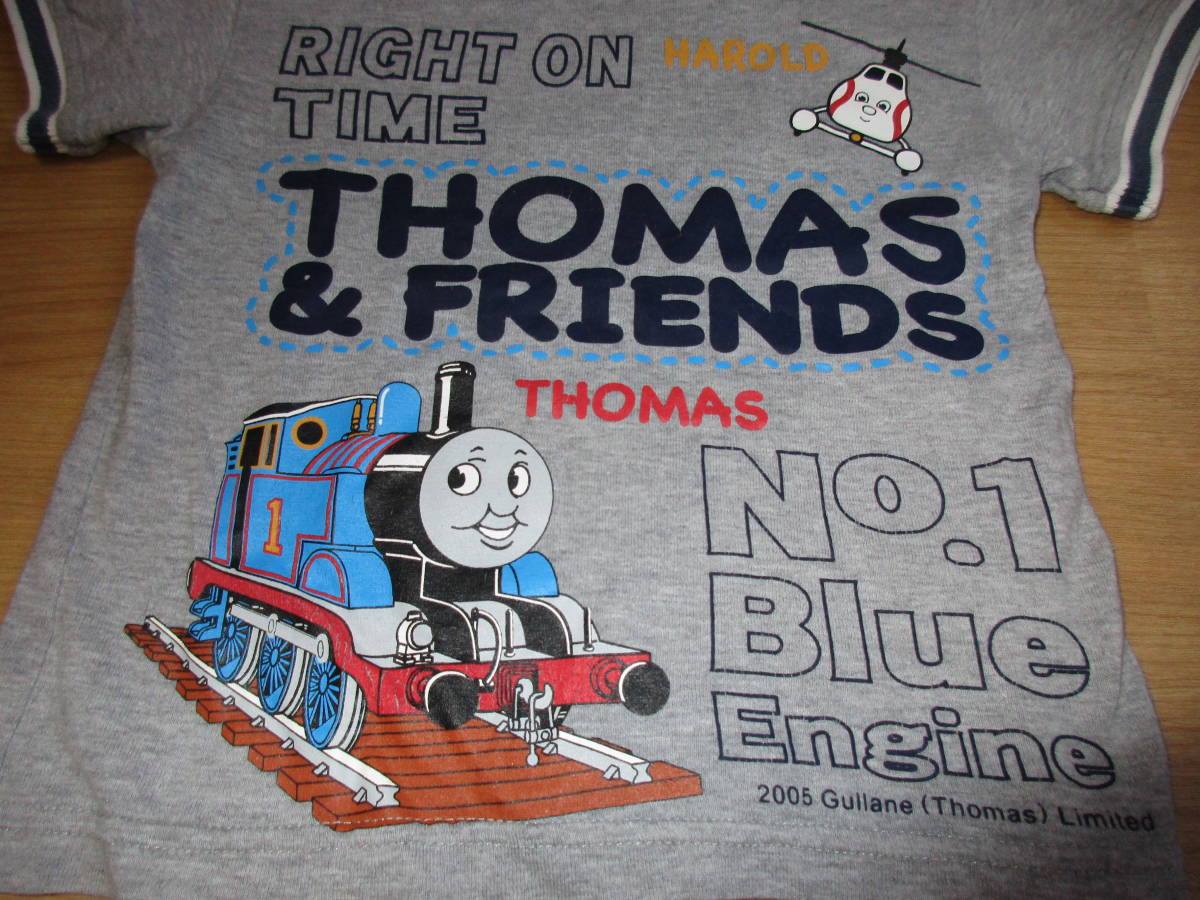 RIGHT ON
TIME
HAROLD
THOMAS
& FRIENDS
THOMAS
1
No.1
Blue
Engine
2005 Gullane (Thomas) Limited